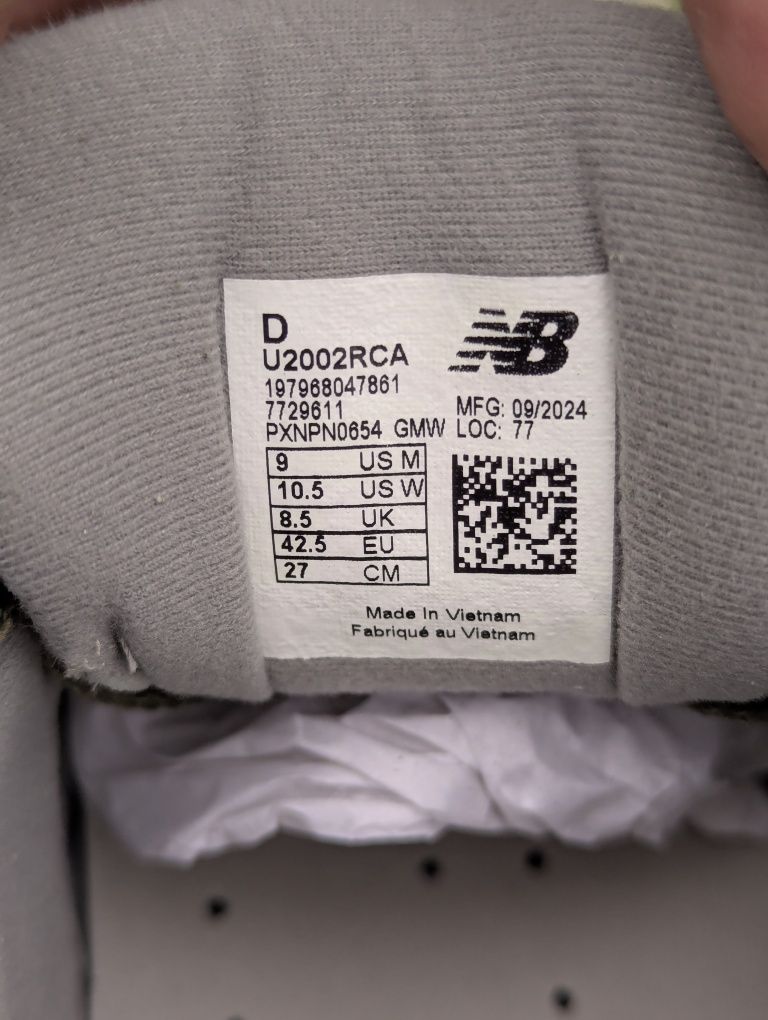 D
NB
U2002RCA
197968047861
7729611
MFG: 09/2024
PXNPN0654 GMW
LOC: 77
9 US M
10.5 US W
8.5 UK
42.5 EU
27 CM
Made In Vietnam
Fabriqué au Vietnam